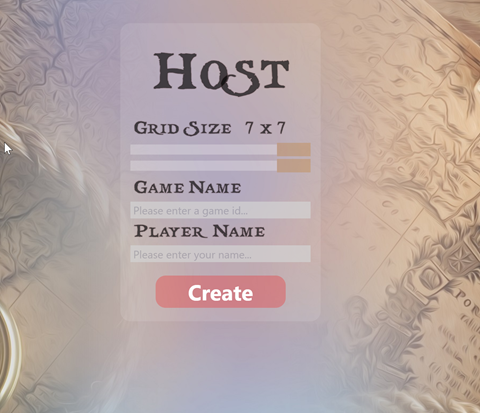 Host
Grid Size 7 x 7
Game Name
Please enter a game id...
Player Name
Please enter your name...
Create